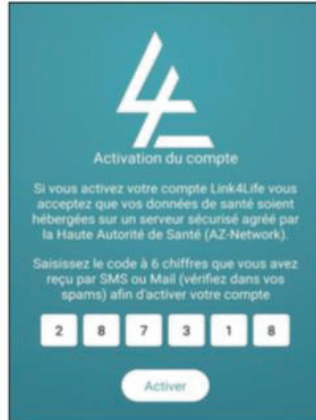 Activation du compte
Si vous activez votre compte Link4Life vous
acceptez que vos données de santé soient
hébergées sur un serveur sécurisé agréé par
la Haute Autorité de Santé (AZ-Network).
Saisissez le code à 6 chiffres que vous avez
reçu par SMS ou Mail (vérifiez dans vos
spams) afin d'activer votre compte
2 8 7 3 1 8
Activer